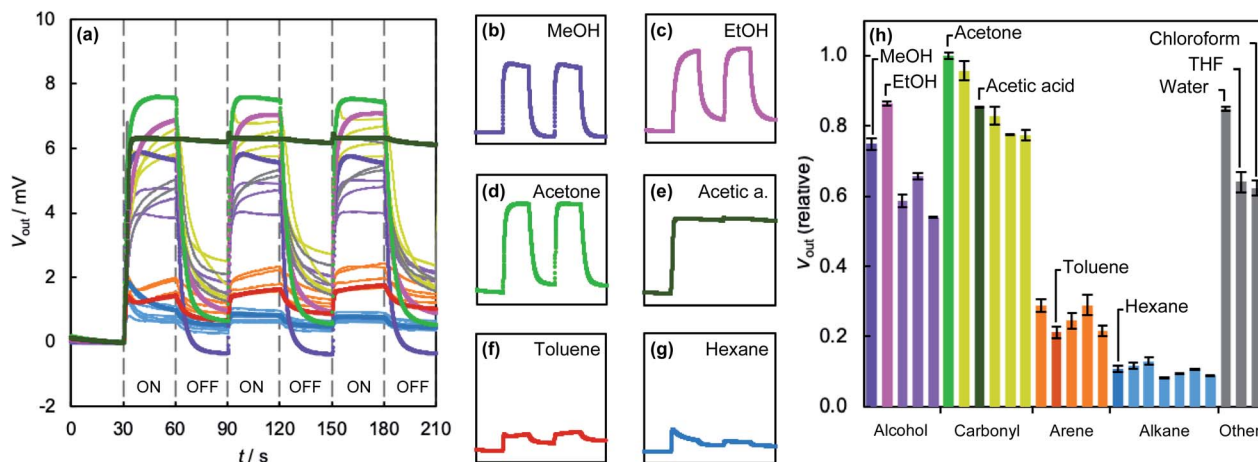 (a)
10
8
6
4
2
0
-2
V_out / mV
ON OFF ON OFF ON OFF
0 30 60 90 120 150 180 210
t / s
(b) MeOH
(c) EtOH
(d) Acetone
(e) Acetic a.
(f) Toluene
(g) Hexane
(h)
V_out (relative)
1.0
0.8
0.6
0.4
0.2
0.0
MeOH
EtOH
Acetone
Acetic acid
Toluene
Hexane
Chloroform
THF
Water
Alcohol Carbonyl Arene Alkane Other